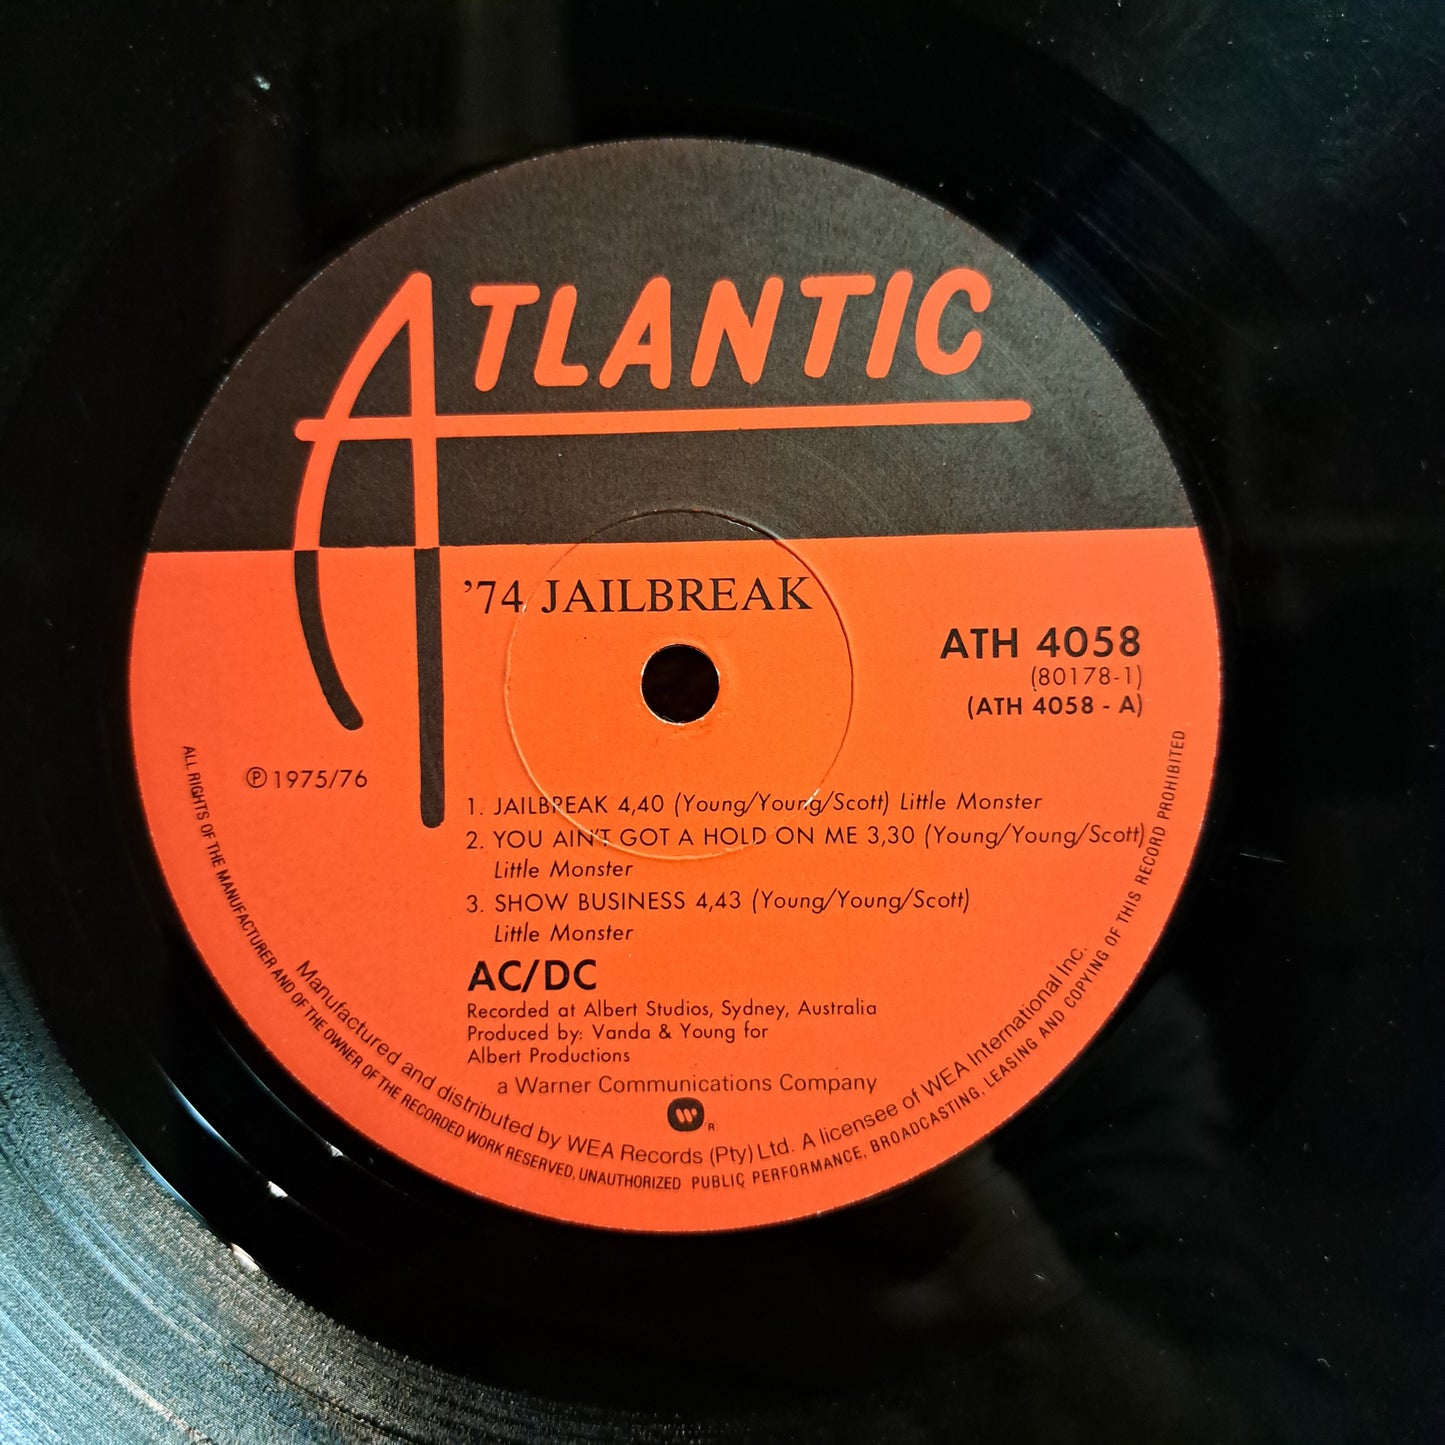 ATLANTIC
'74 JAILBREAK
ATH 4058
(80178-1)
(ATH 4058 - A)
Ⓟ1975/76
1. JAILBREAK 4,40 (Young/Young/Scott) Little Monster
2. YOU AIN'T GOT A HOLD ON ME 3,30 (Young/Young/Scott)
Little Monster
3. SHOW BUSINESS 4,43 (Young/Young/Scott)
Little Monster
AC/DC
Recorded at Albert Studios, Sydney, Australia
Produced by: Vanda & Young for
Albert Productions
a Warner Communications Company
R
Manufactured and distributed by WEA Records (Pty) Ltd. A licensee of WEA International Inc.
ALL RIGHTS OF THE MANUFACTURER AND OF THE OWNER OF THE RECORDED WORK RESERVED, UNAUTHORIZED PUBLIC PERFORMANCE, BROADCASTING, LEASING AND COPYING OF THIS RECORD PROHIBITED